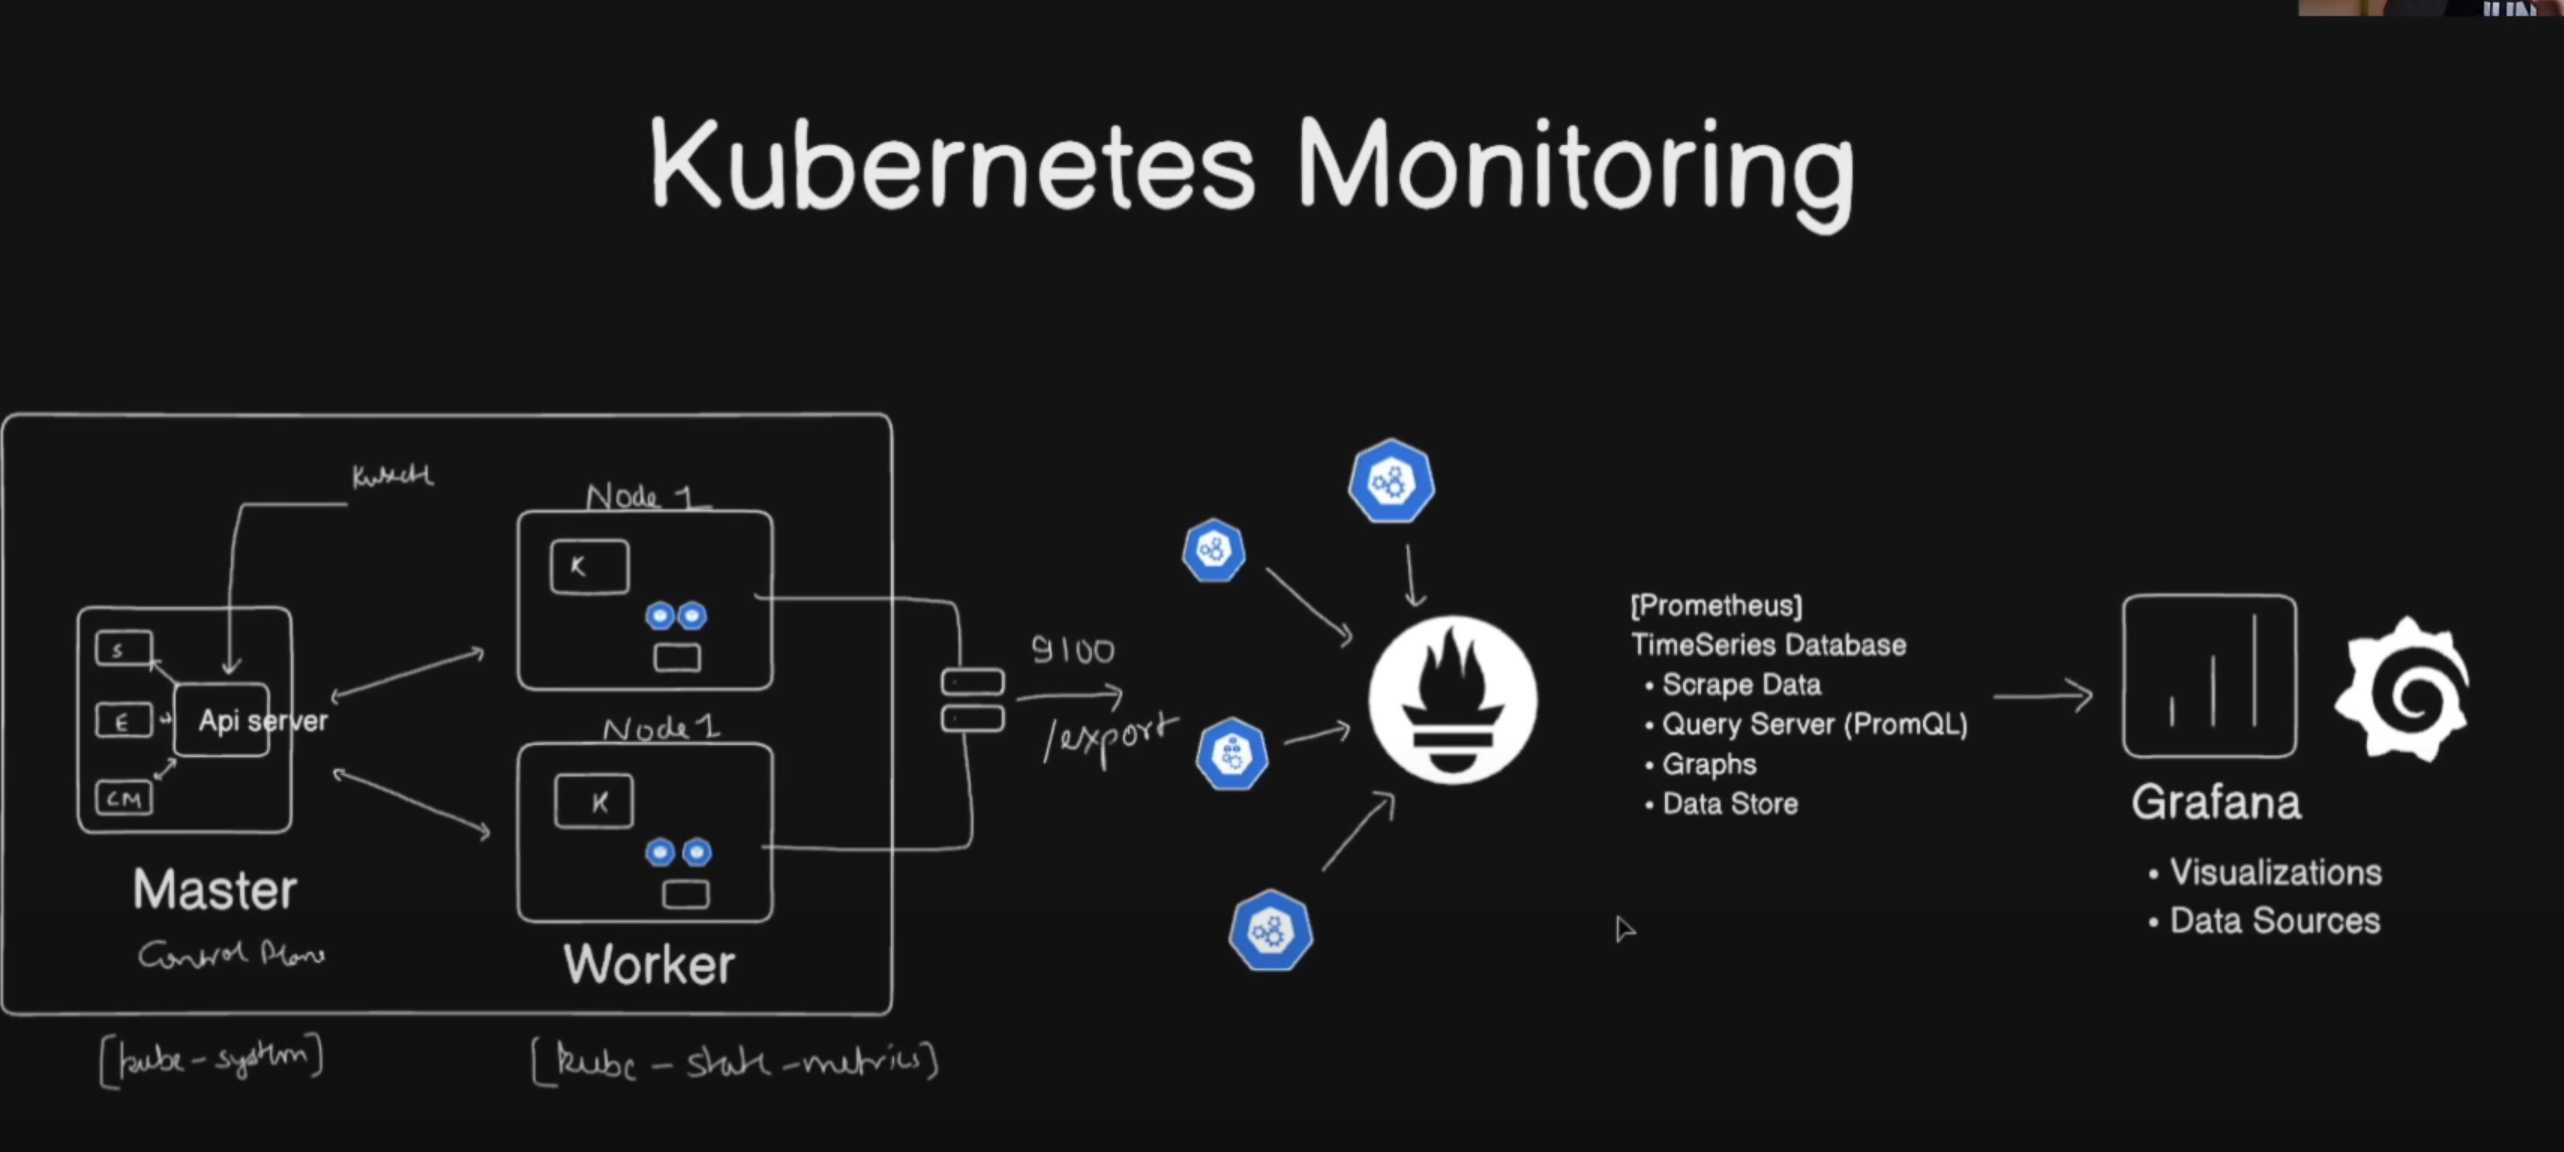 Kubernetes Monitoring
Kubectl
Node 1
K
S
E
CM
Api server
Master
Control Plane
Node 1
K
Worker
[kube-system]
[kube-state-metrics]
9100
/export
[Prometheus]
TimeSeries Database
• Scrape Data
• Query Server (PromQL)
• Graphs
• Data Store
Grafana
• Visualizations
• Data Sources